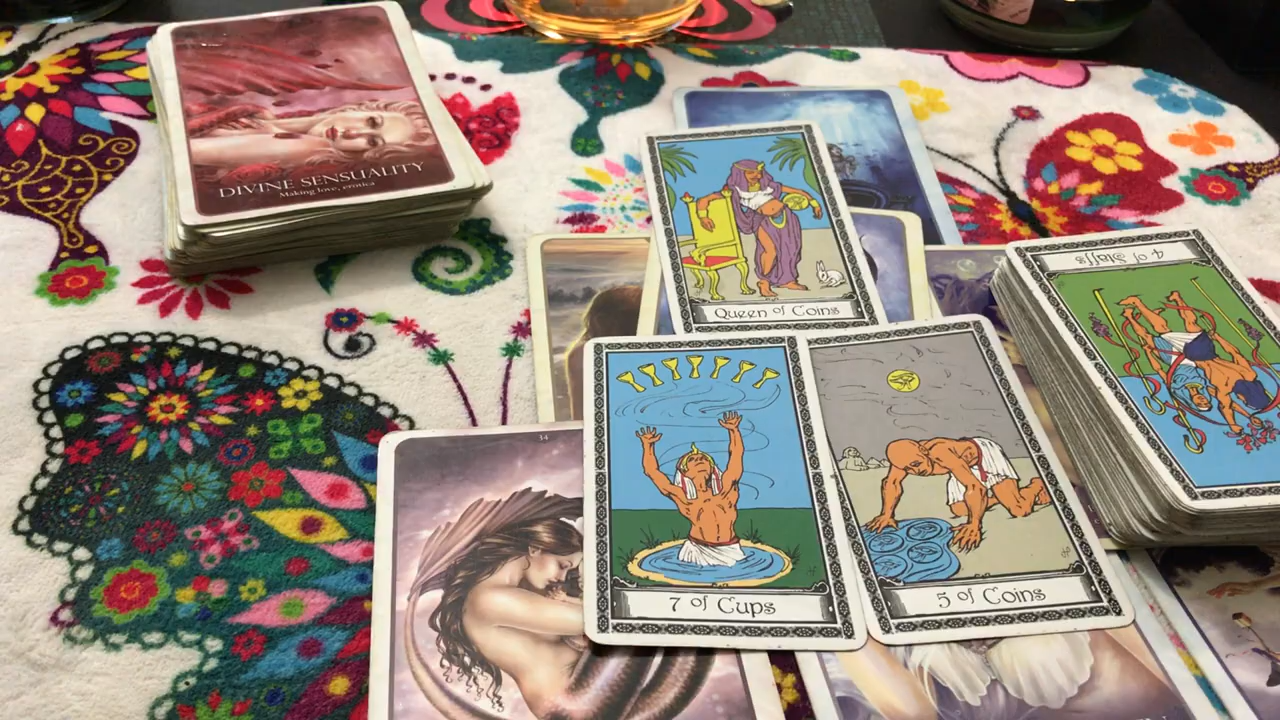 DIVINE SENSUALITY
Making love, erotica
Queen of Coins
4 of Staffs
14
7 of Cups
5 of Coins